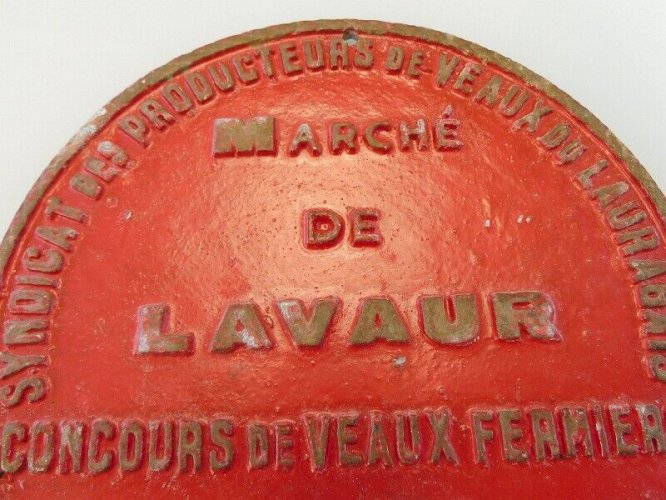 SYNDICAT DES PRODUCTEURS DE VEAUX DU LAURAGAIS
MARCHÉ
DE
LAVAUR
CONCOURS DE VEAUX FERMIER